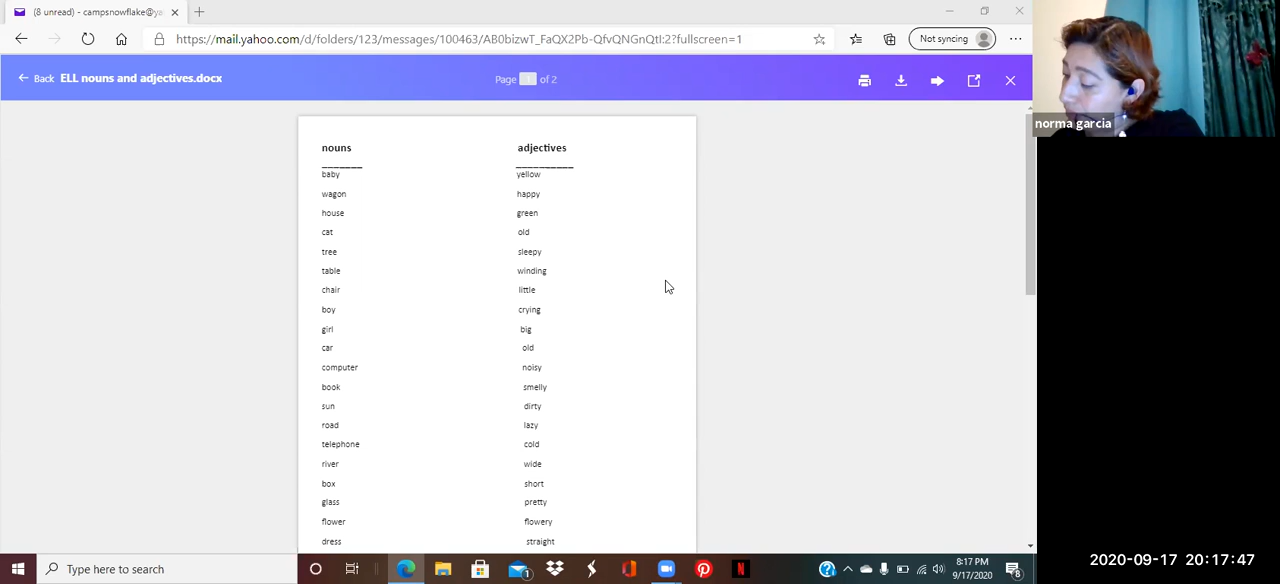 (8 unread) - campsnowflake@ya
https://mail.yahoo.com/d/folders/123/messages/100463/AB0bizwT_FaQX2Pb-QfvQNGnQtI:2?fullscreen=1
Not syncing
Back ELL nouns and adjectives.docx
Page 1 of 2
norma garcia
nouns adjectives
baby yellow
wagon happy
house green
cat old
tree sleepy
table winding
chair little
boy crying
girl big
car old
computer noisy
book smelly
sun dirty
road lazy
telephone cold
river wide
box short
glass pretty
flower flowery
dress straight
Type here to search
1
N
8:17 PM
9/17/2020
8
2020-09-17 20:17:47